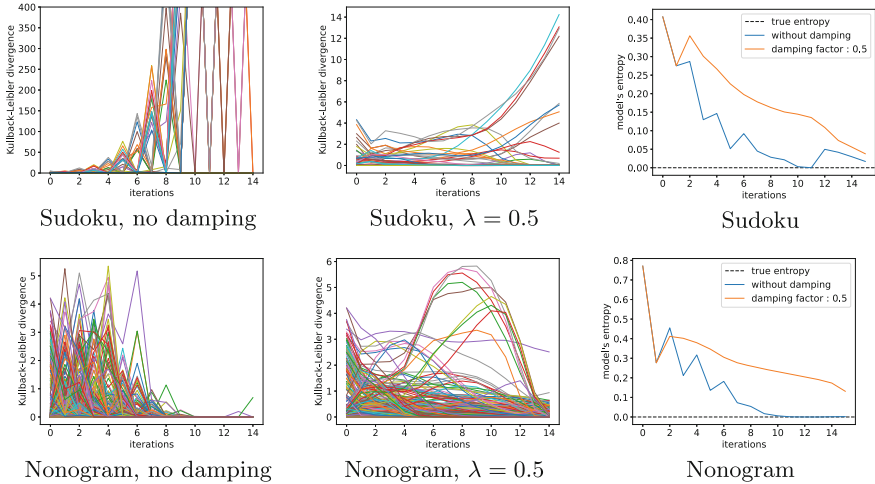 Kullback-Leibler divergence
400
350
300
250
200
150
100
50
0
0 2 4 6 8 10 12 14
iterations
Sudoku, no damping
Kullback-Leibler divergence
14
12
10
8
6
4
2
0
0 2 4 6 8 10 12 14
iterations
Sudoku, λ = 0.5
model's entropy
0.40
0.35
0.30
0.25
0.20
0.15
0.10
0.05
0.00
true entropy
without damping
damping factor : 0.5
0 2 4 6 8 10 12 14
iterations
Sudoku
Kullback-Leibler divergence
6
5
4
3
2
1
0
0 2 4 6 8 10 12 14
iterations
Nonogram, no damping
Kullback-Leibler divergence
6
5
4
3
2
1
0
0 2 4 6 8 10 12 14
iterations
Nonogram, λ = 0.5
model's entropy
0.8
0.7
0.6
0.5
0.4
0.3
0.2
0.1
0.0
true entropy
without damping
damping factor : 0.5
0 2 4 6 8 10 12 14
iterations
Nonogram